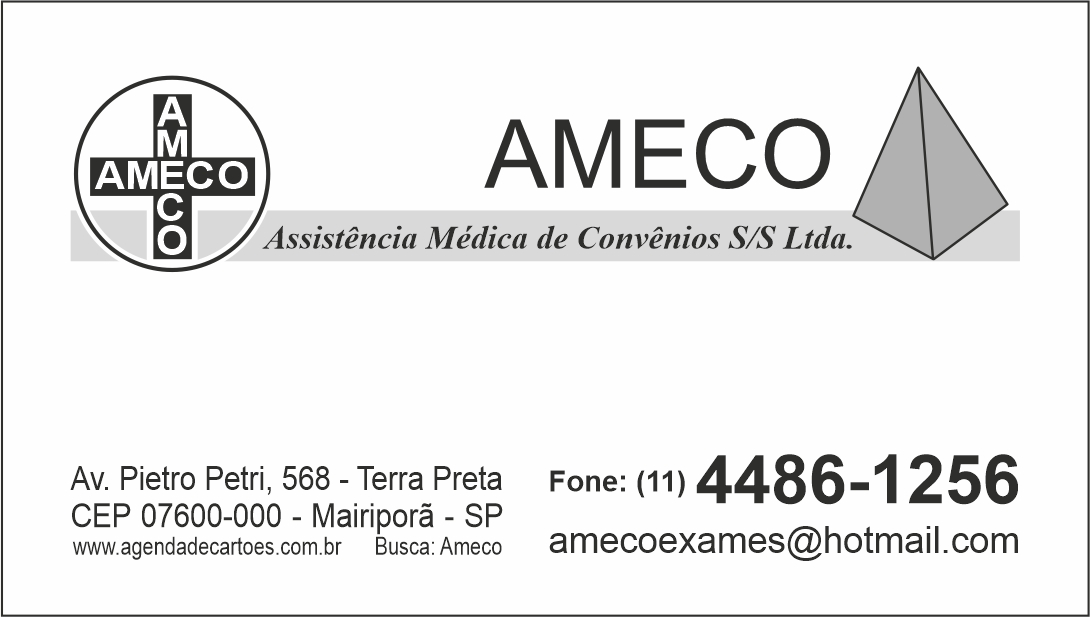 AMECO
AMECO
AMECO
Assistência Médica de Convênios S/S Ltda.
Av. Pietro Petri, 568 - Terra Preta
CEP 07600-000 - Mairiporã - SP
www.agendadecartoes.com.br Busca: Ameco
Fone: (11) 4486-1256
amecoexames@hotmail.com